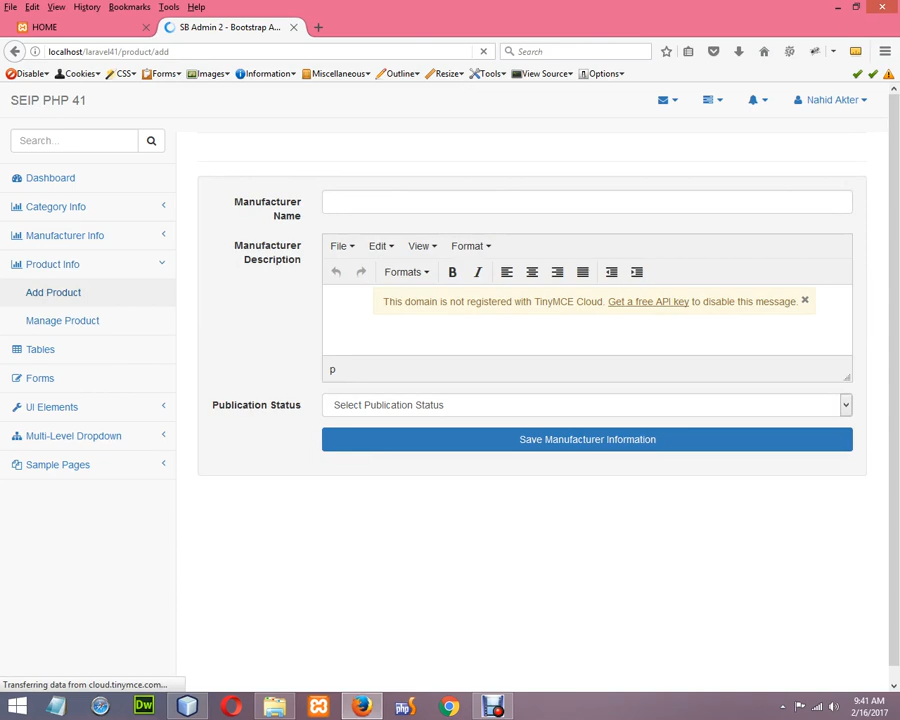 File Edit View History Bookmarks Tools Help
HOME
SB Admin 2 - Bootstrap A...
localhost/laravel41/product/add
Search
Disable Cookies CSS Forms Images Information Miscellaneous Outline Resize Tools View Source Options
SEIP PHP 41
Nahid Akter
Search...
Dashboard
Category Info
Manufacturer Info
Product Info
Add Product
Manage Product
Tables
Forms
UI Elements
Multi-Level Dropdown
Sample Pages
Manufacturer
Name
Manufacturer
Description
File Edit View Format
Formats B I
This domain is not registered with TinyMCE Cloud. Get a free API key to disable this message.
p
Publication Status
Select Publication Status
Save Manufacturer Information
Transferring data from cloud.tinymce.com...
Dw
php
9:41 AM
2/16/2017